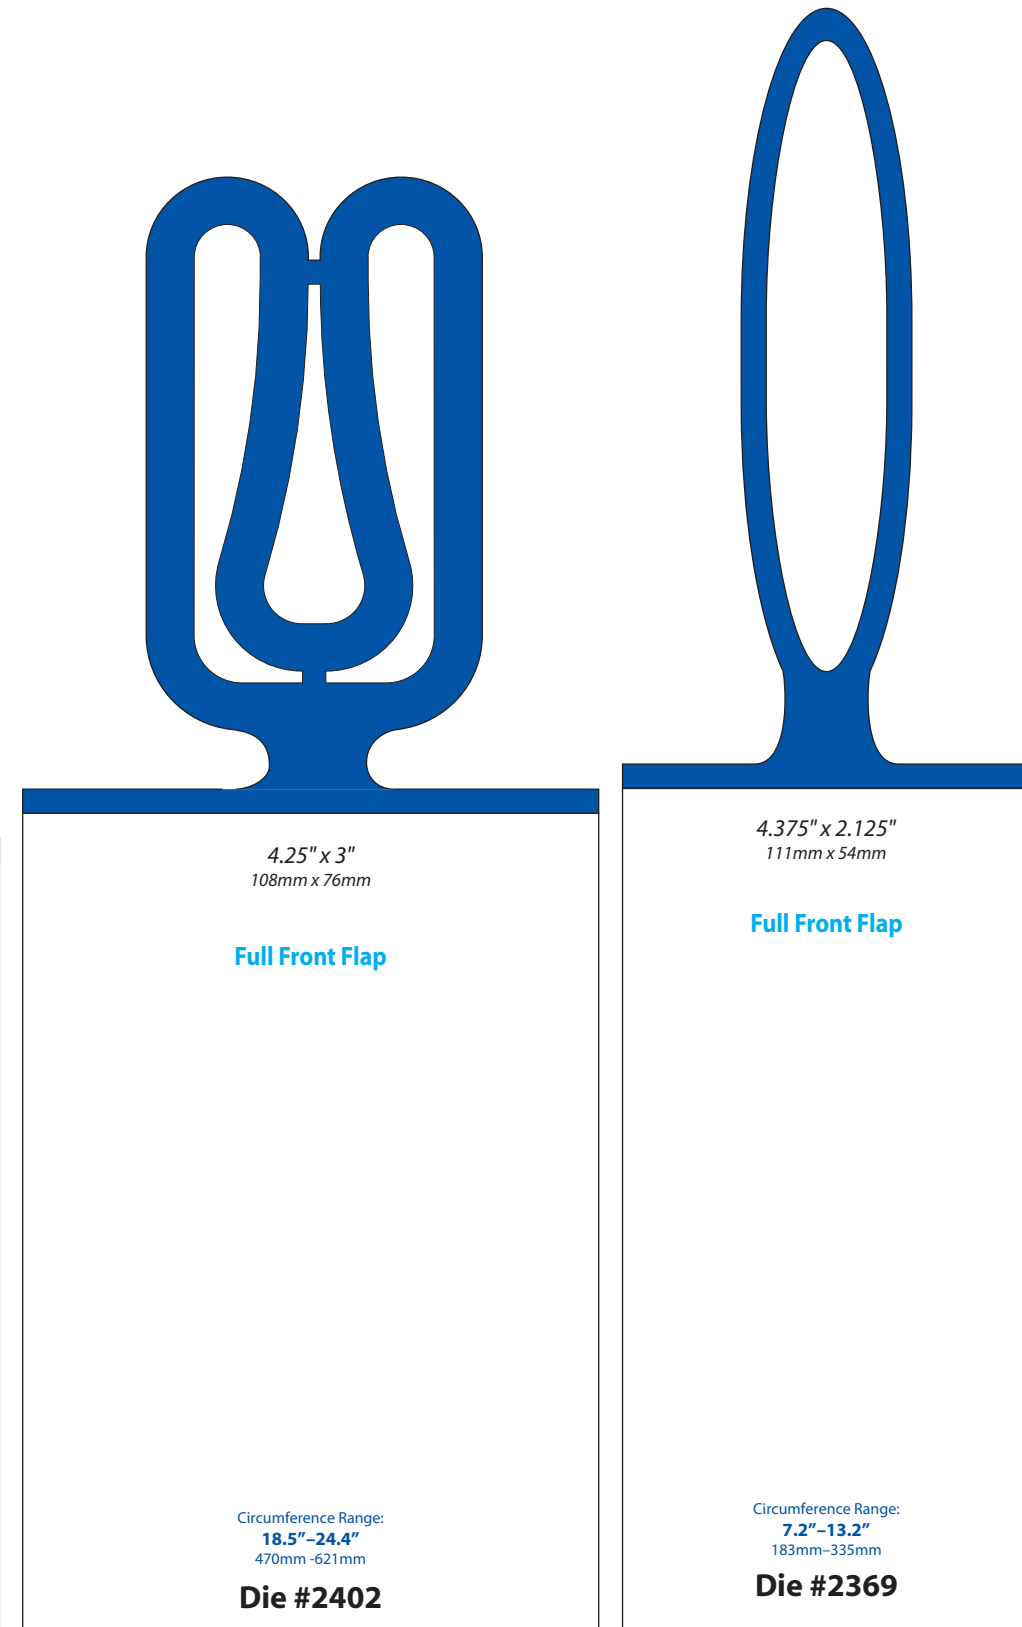 4.25" x 3"
108mm x 76mm
Full Front Flap
Circumference Range:
18.5”–24.4”
470mm -621mm
Die #2402
4.375" x 2.125"
111mm x 54mm
Full Front Flap
Circumference Range:
7.2”–13.2”
183mm–335mm
Die #2369